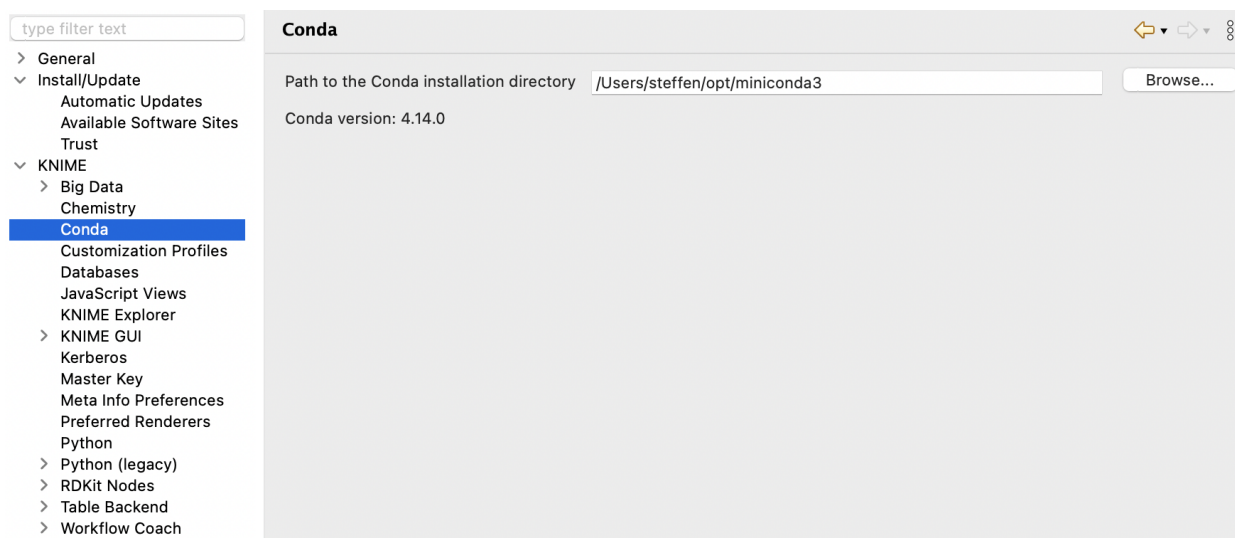 type filter text
General
Install/Update
Automatic Updates
Available Software Sites
Trust
KNIME
Big Data
Chemistry
Conda
Customization Profiles
Databases
JavaScript Views
KNIME Explorer
KNIME GUI
Kerberos
Master Key
Meta Info Preferences
Preferred Renderers
Python
Python (legacy)
RDKit Nodes
Table Backend
Workflow Coach
Conda
Path to the Conda installation directory /Users/steffen/opt/miniconda3 Browse...
Conda version: 4.14.0